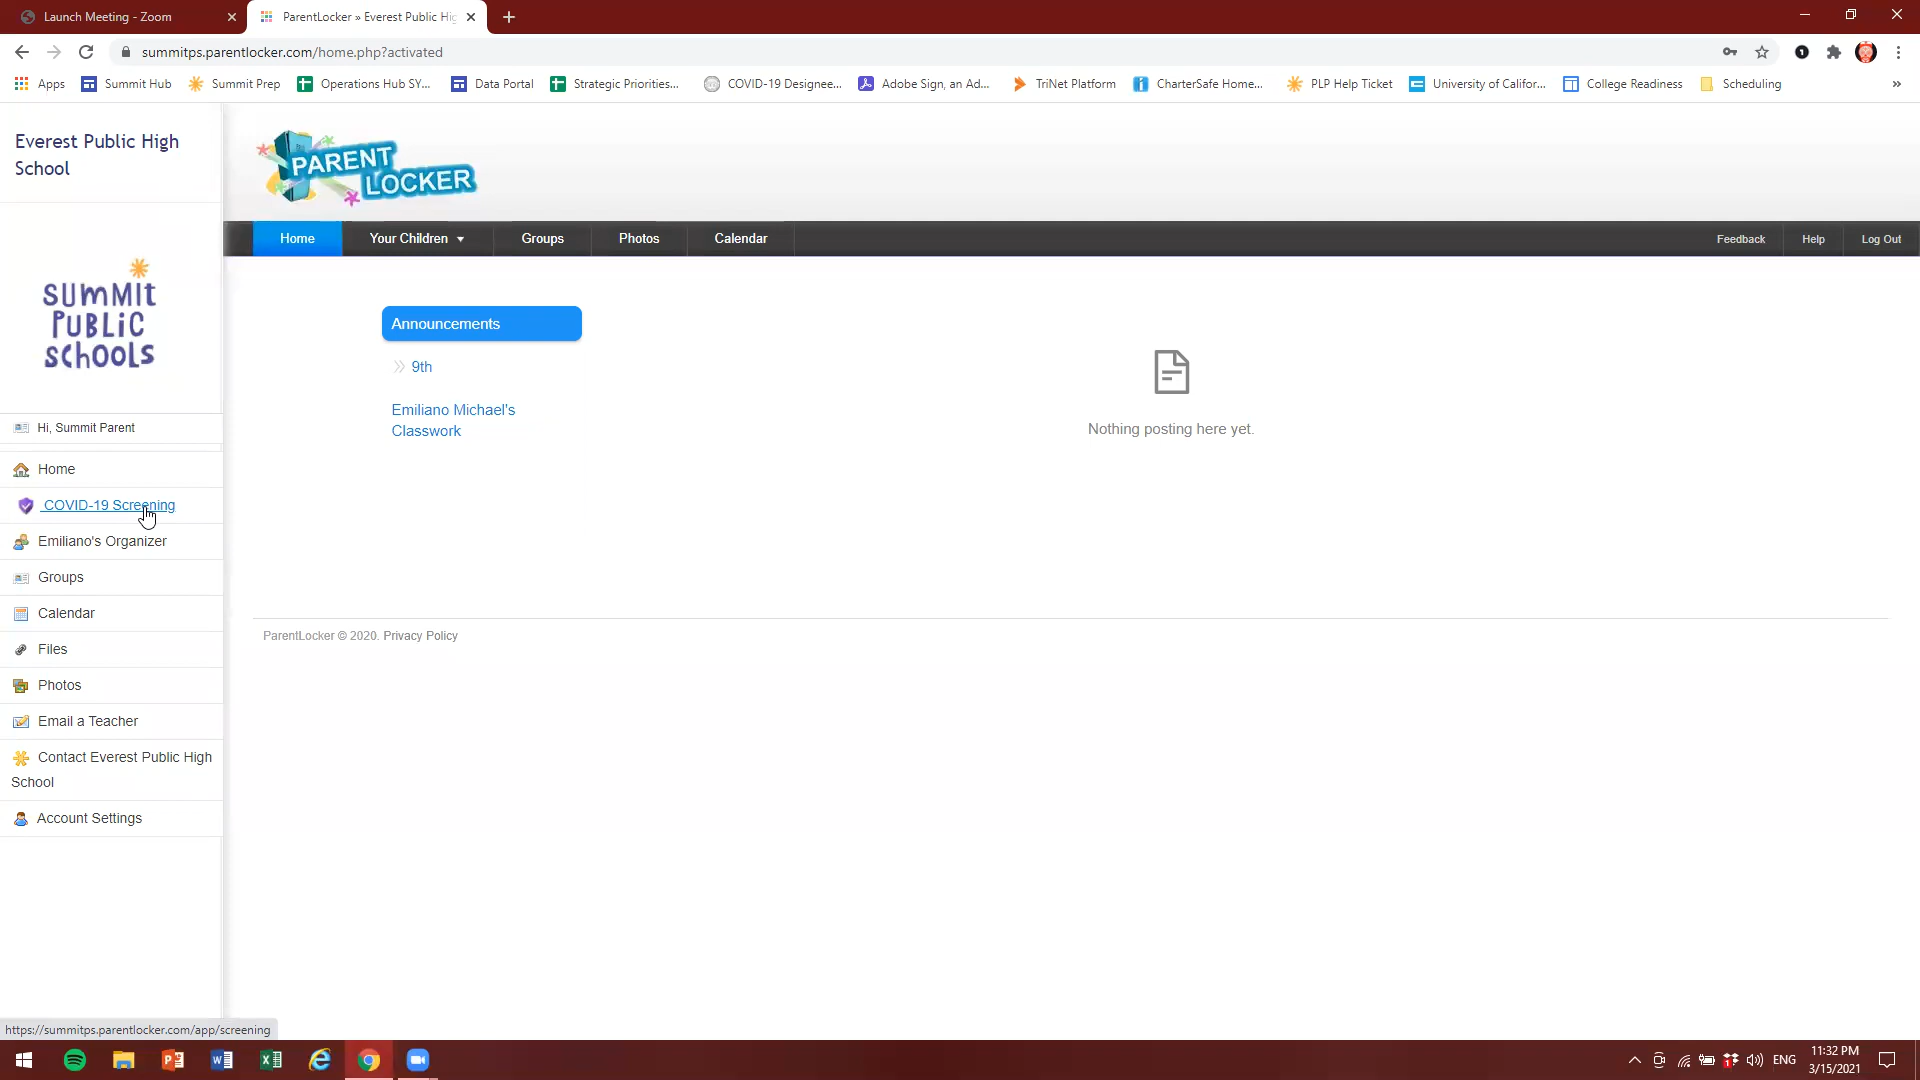 Launch Meeting - Zoom
ParentLocker » Everest Public Hig
summitps.parentlocker.com/home.php?activated
Apps
Summit Hub
Summit Prep
Operations Hub SY...
Data Portal
Strategic Priorities...
COVID-19 Designee...
Adobe Sign, an Ad...
TriNet Platform
CharterSafe Home...
PLP Help Ticket
University of Califor...
College Readiness
Scheduling
»
Everest Public High
School
PARENT
LOCKER
Home
Your Children
Groups
Photos
Calendar
Feedback
Help
Log Out
SUMMIT
PUBLIC
SCHOOLS
Announcements
9th
Emiliano Michael's
Classwork
Nothing posting here yet.
Hi, Summit Parent
Home
COVID-19 Screening
Emiliano's Organizer
Groups
Calendar
Files
Photos
Email a Teacher
Contact Everest Public High
School
Account Settings
ParentLocker © 2020. Privacy Policy
https://summitps.parentlocker.com/app/screening
ENG
11:32 PM
3/15/2021